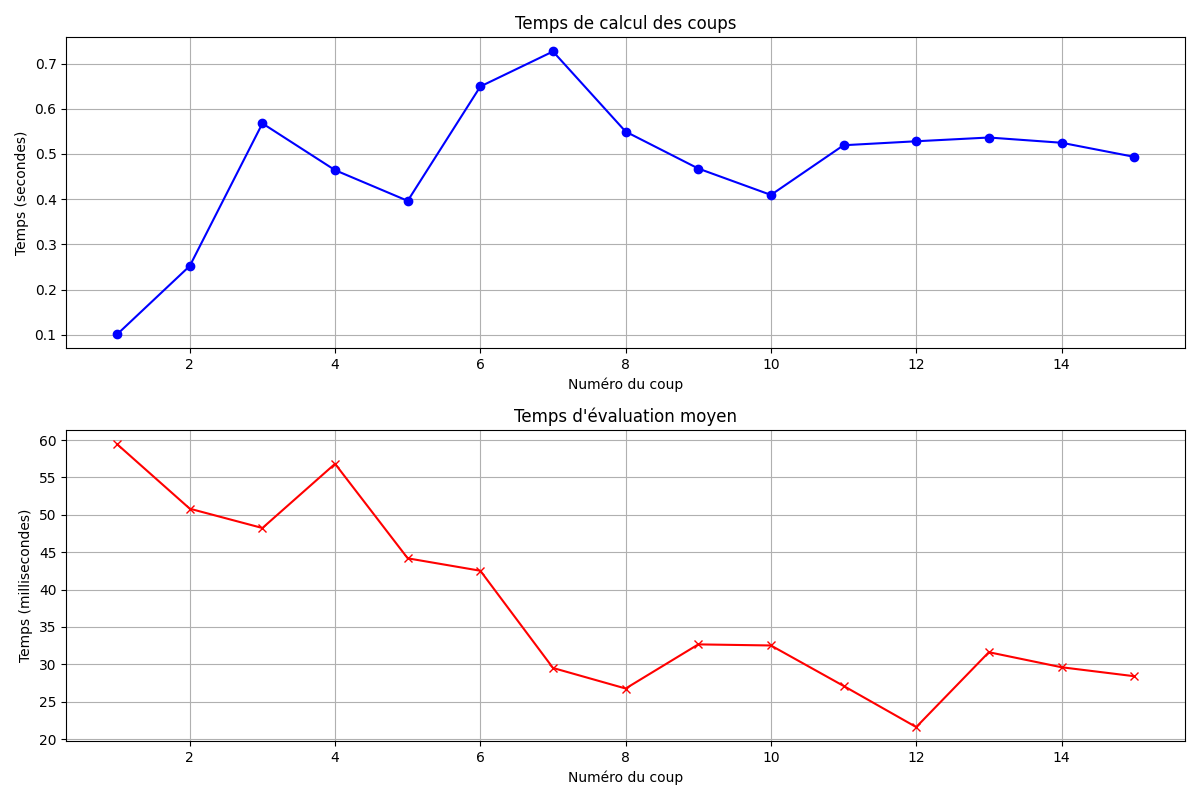 Temps de calcul des coups
0.7
0.6
0.5
0.4
0.3
0.2
0.1
Temps (secondes)
2 4 6 8 10 12 14
Numéro du coup
Temps d'évaluation moyen
60
55
50
45
40
35
30
25
20
Temps (millisecondes)
2 4 6 8 10 12 14
Numéro du coup